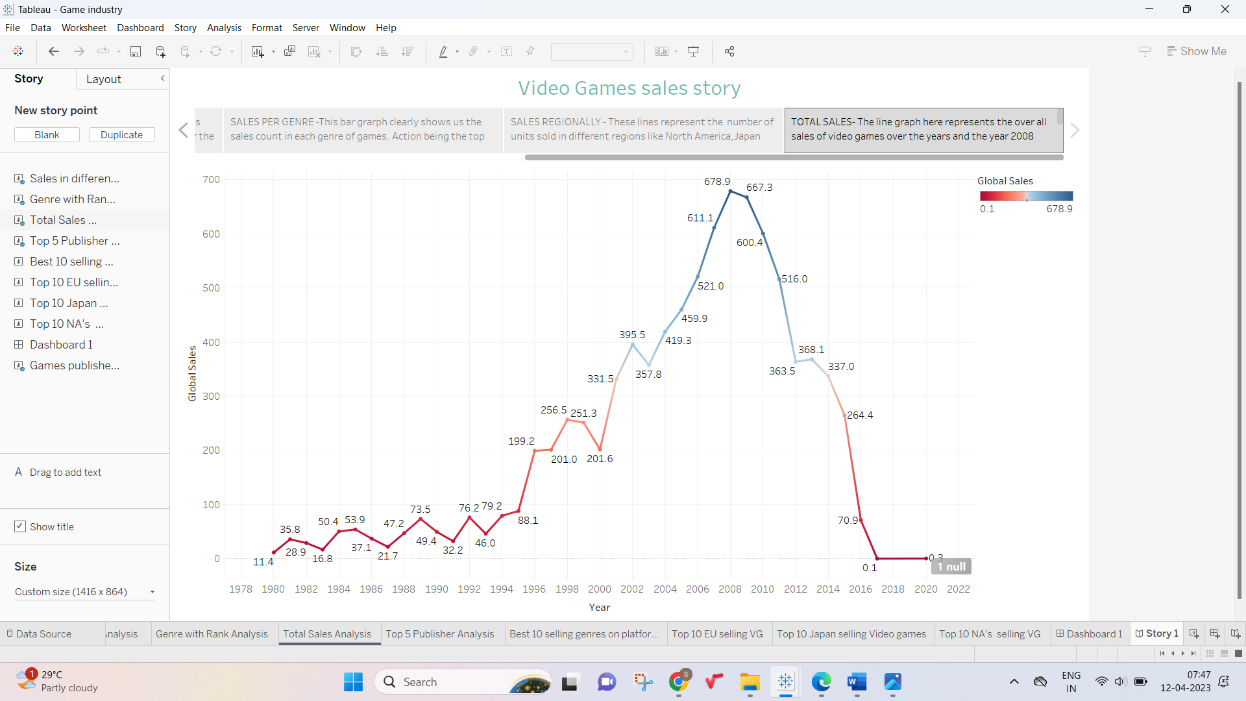 Tableau - Game industry
File Data Worksheet Dashboard Story Analysis Format Server Window Help
Show Me
Story Layout
New story point
Blank Duplicate
Sales in differen...
Genre with Ran...
Total Sales ...
Top 5 Publisher ...
Best 10 selling ...
Top 10 EU sellin...
Top 10 Japan ...
Top 10 NA's ...
Dashboard 1
Games publishe...
A Drag to add text
Show title
Size
Custom size (1416 x 864)
Video Games sales story
s
r the
SALES PER GENRE -This bar grarph clearly shows us the
sales count in each genre of games. Action being the top
SALES REGIONALLY - These lines represent the number of
units sold in different regions like North America,Japan
TOTAL SALES- The line graph here represents the over all
sales of video games over the years and the year 2008
Global Sales
0.1 678.9
Global Sales
700
600
500
400
300
200
100
0
11.4
35.8
28.9
16.8
50.4
53.9
37.1
21.7
47.2
73.5
49.4
32.2
76.2
46.0
79.2
88.1
199.2
201.0
256.5
251.3
201.6
331.5
395.5
357.8
419.3
459.9
521.0
611.1
678.9
667.3
600.4
516.0
363.5
368.1
337.0
264.4
70.9
0.1
0.3
1 null
1978 1980 1982 1984 1986 1988 1990 1992 1994 1996 1998 2000 2002 2004 2006 2008 2010 2012 2014 2016 2018 2020 2022
Year
Data Source nalysis Genre with Rank Analysis Total Sales Analysis Top 5 Publisher Analysis Best 10 selling genres on platfor... Top 10 EU selling VG Top 10 Japan selling Video games Top 10 NA's selling VG Dashboard 1 Story 1
1
29°C
Partly cloudy
Search
ENG
IN
07:47
12-04-2023